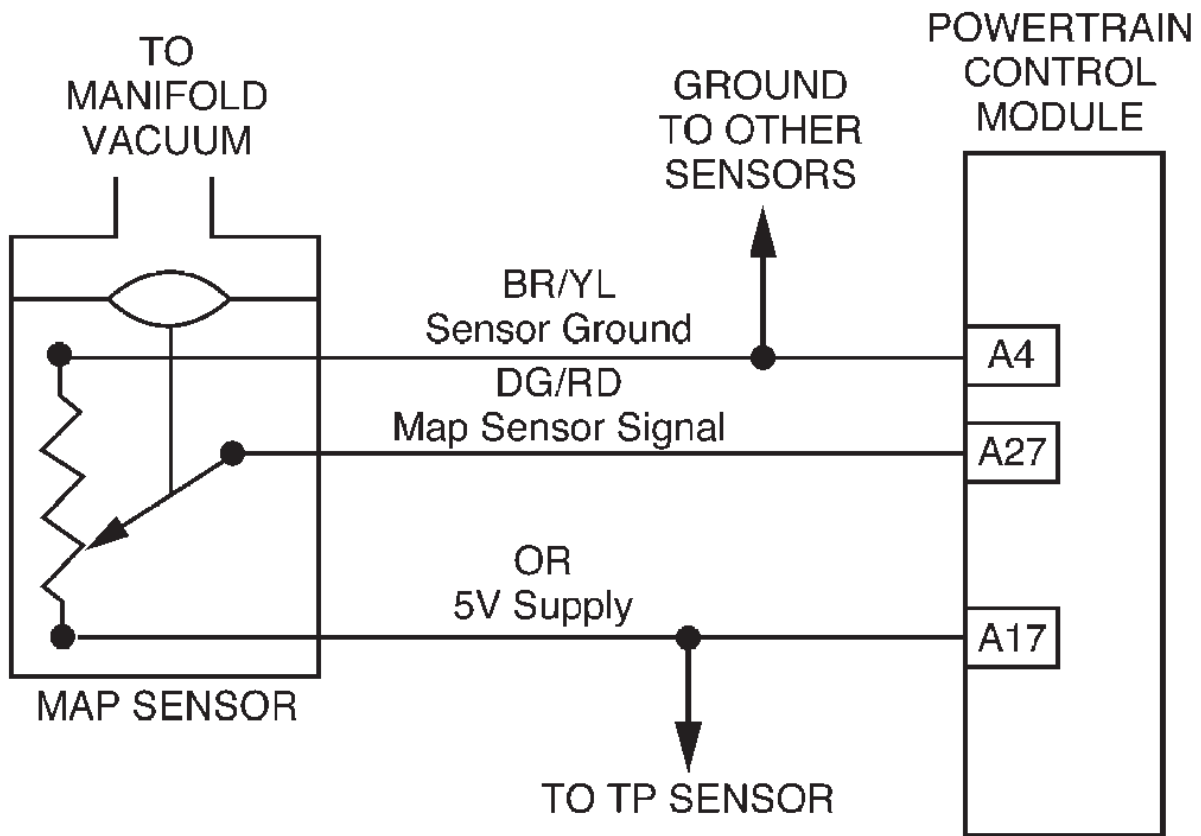 TO
MANIFOLD
VACUUM
GROUND
TO OTHER
SENSORS
POWERTRAIN
CONTROL
MODULE
BR/YL
Sensor Ground
A4
DG/RD
Map Sensor Signal
A27
OR
5V Supply
A17
MAP SENSOR
TO TP SENSOR